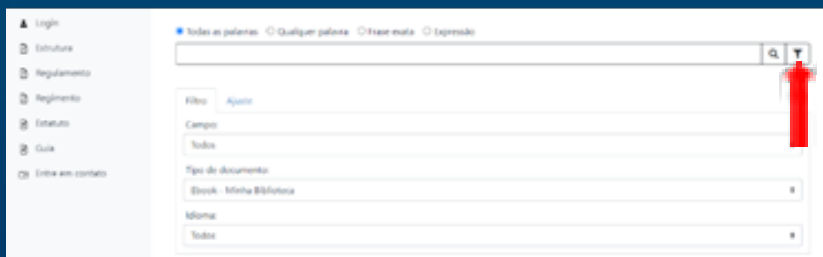 Login
Estrutura
Regulamento
Regimento
Estatuto
Guia
Entre em contato
Todas as palavras Qualquer palavra Frase exata Expressão
Filtro Ajuste
Campo:
Todos
Tipo de documento:
Ebook - Minha Biblioteca
Idioma:
Todos